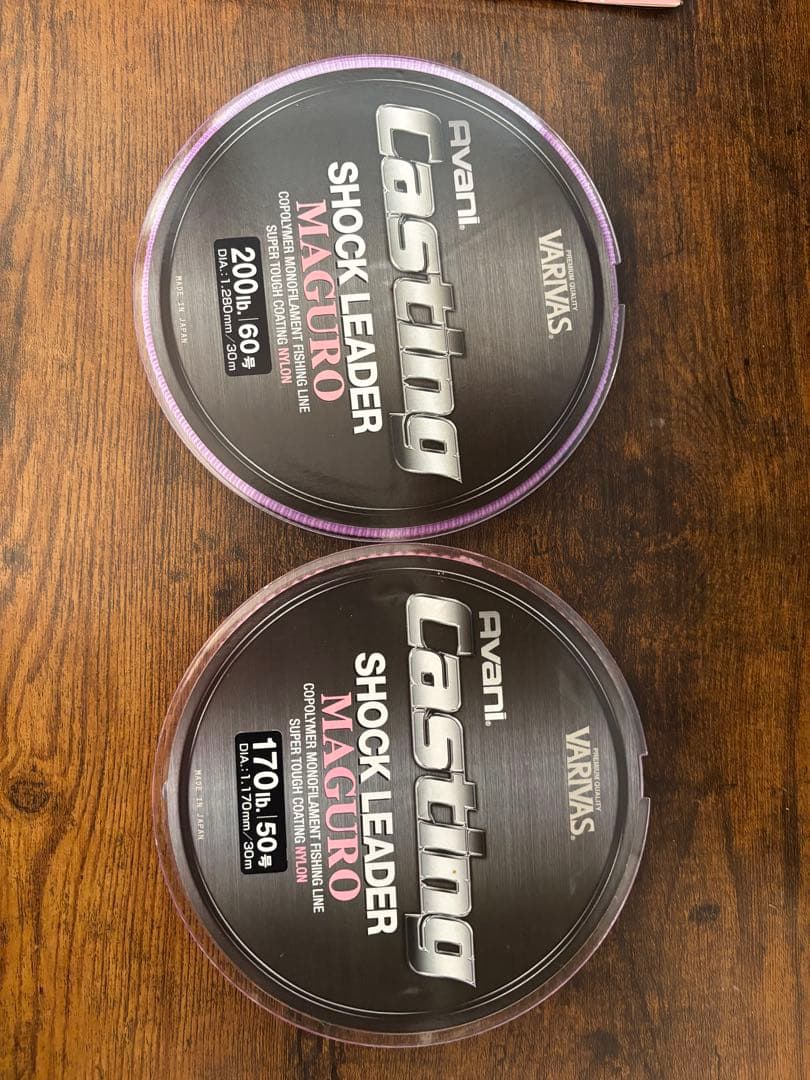 PREMIUM QUALITY
VARIVAS®
Avani®
Casting
SHOCK LEADER
MAGURO
COPOLYMER MONOFILAMENT FISHING LINE
SUPER TOUGH COATING NYLON
200lb. | 60号
DIA.:1.280mm/30m
MADE IN JAPAN
PREMIUM QUALITY
VARIVAS®
Avani®
Casting
SHOCK LEADER
MAGURO
COPOLYMER MONOFILAMENT FISHING LINE
SUPER TOUGH COATING NYLON
170lb. | 50号
DIA.:1.170mm/30m
MADE IN JAPAN